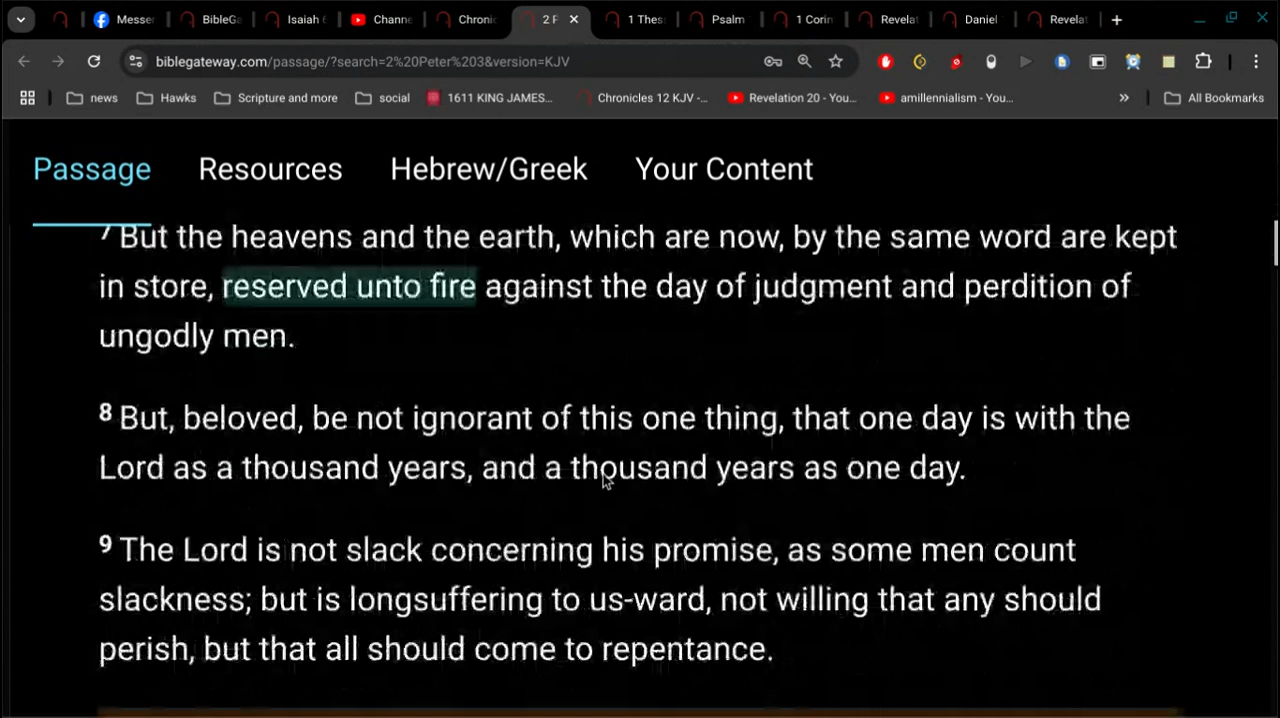 Messer
BibleGa
Isaiah 6
Channe
Chronic
2 P
1 Thes
Psalm
1 Corin
Revelat
Daniel
Revelat
biblegateway.com/passage/?search=2%20Peter%203&version=KJV
news Hawks Scripture and more social 1611 KING JAMES... Chronicles 12 KJV -... Revelation 20 - You... amillennialism - You... » All Bookmarks
Passage Resources Hebrew/Greek Your Content
7 But the heavens and the earth, which are now, by the same word are kept
in store, reserved unto fire against the day of judgment and perdition of
ungodly men.
8 But, beloved, be not ignorant of this one thing, that one day is with the
Lord as a thousand years, and a thousand years as one day.
9 The Lord is not slack concerning his promise, as some men count
slackness; but is longsuffering to us-ward, not willing that any should
perish, but that all should come to repentance.